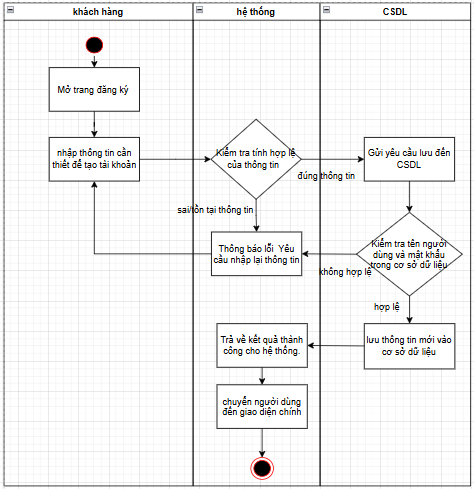 khách hàng
hệ thống
CSDL
Mở trang đăng ký
nhập thông tin cần
thiết để tạo tài khoản
Kiểm tra tính hợp lệ
của thông tin
đúng thông tin
Gửi yêu cầu lưu đến
CSDL
sai/tồn tại thông tin
Thông báo lỗi Yêu
cầu nhập lại thông tin
Kiểm tra tên người
dùng và mật khẩu
trong cơ sở dữ liệu
không hợp lệ
hợp lệ
Trả về kết quả thành
công cho hệ thống.
lưu thông tin mới vào
cơ sở dữ liệu
chuyển người dùng
đến giao diện chính